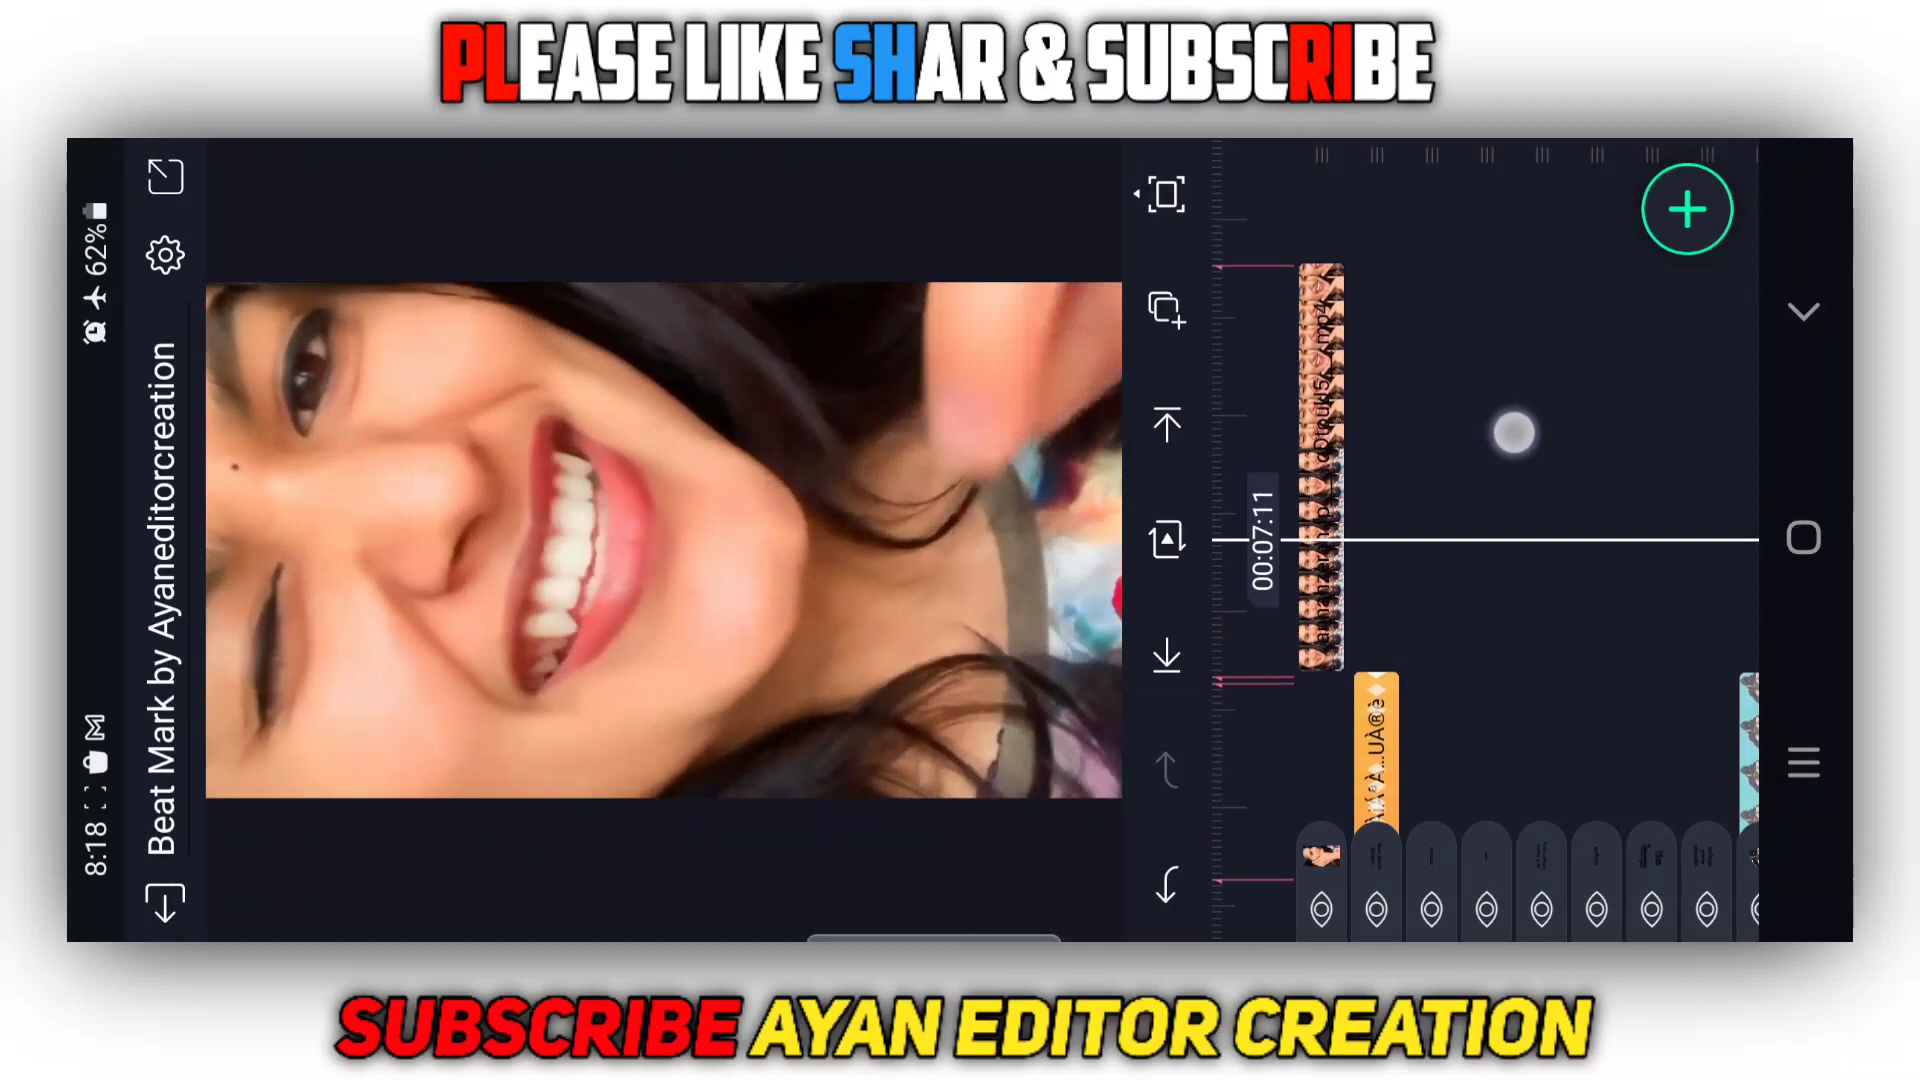 PLEASE LIKE SHAR & SUBSCRIBE
8:18
62%
Beat Mark by Ayaneditorcreation
00:07:11
SUBSCRIBE AYAN EDITOR CREATION